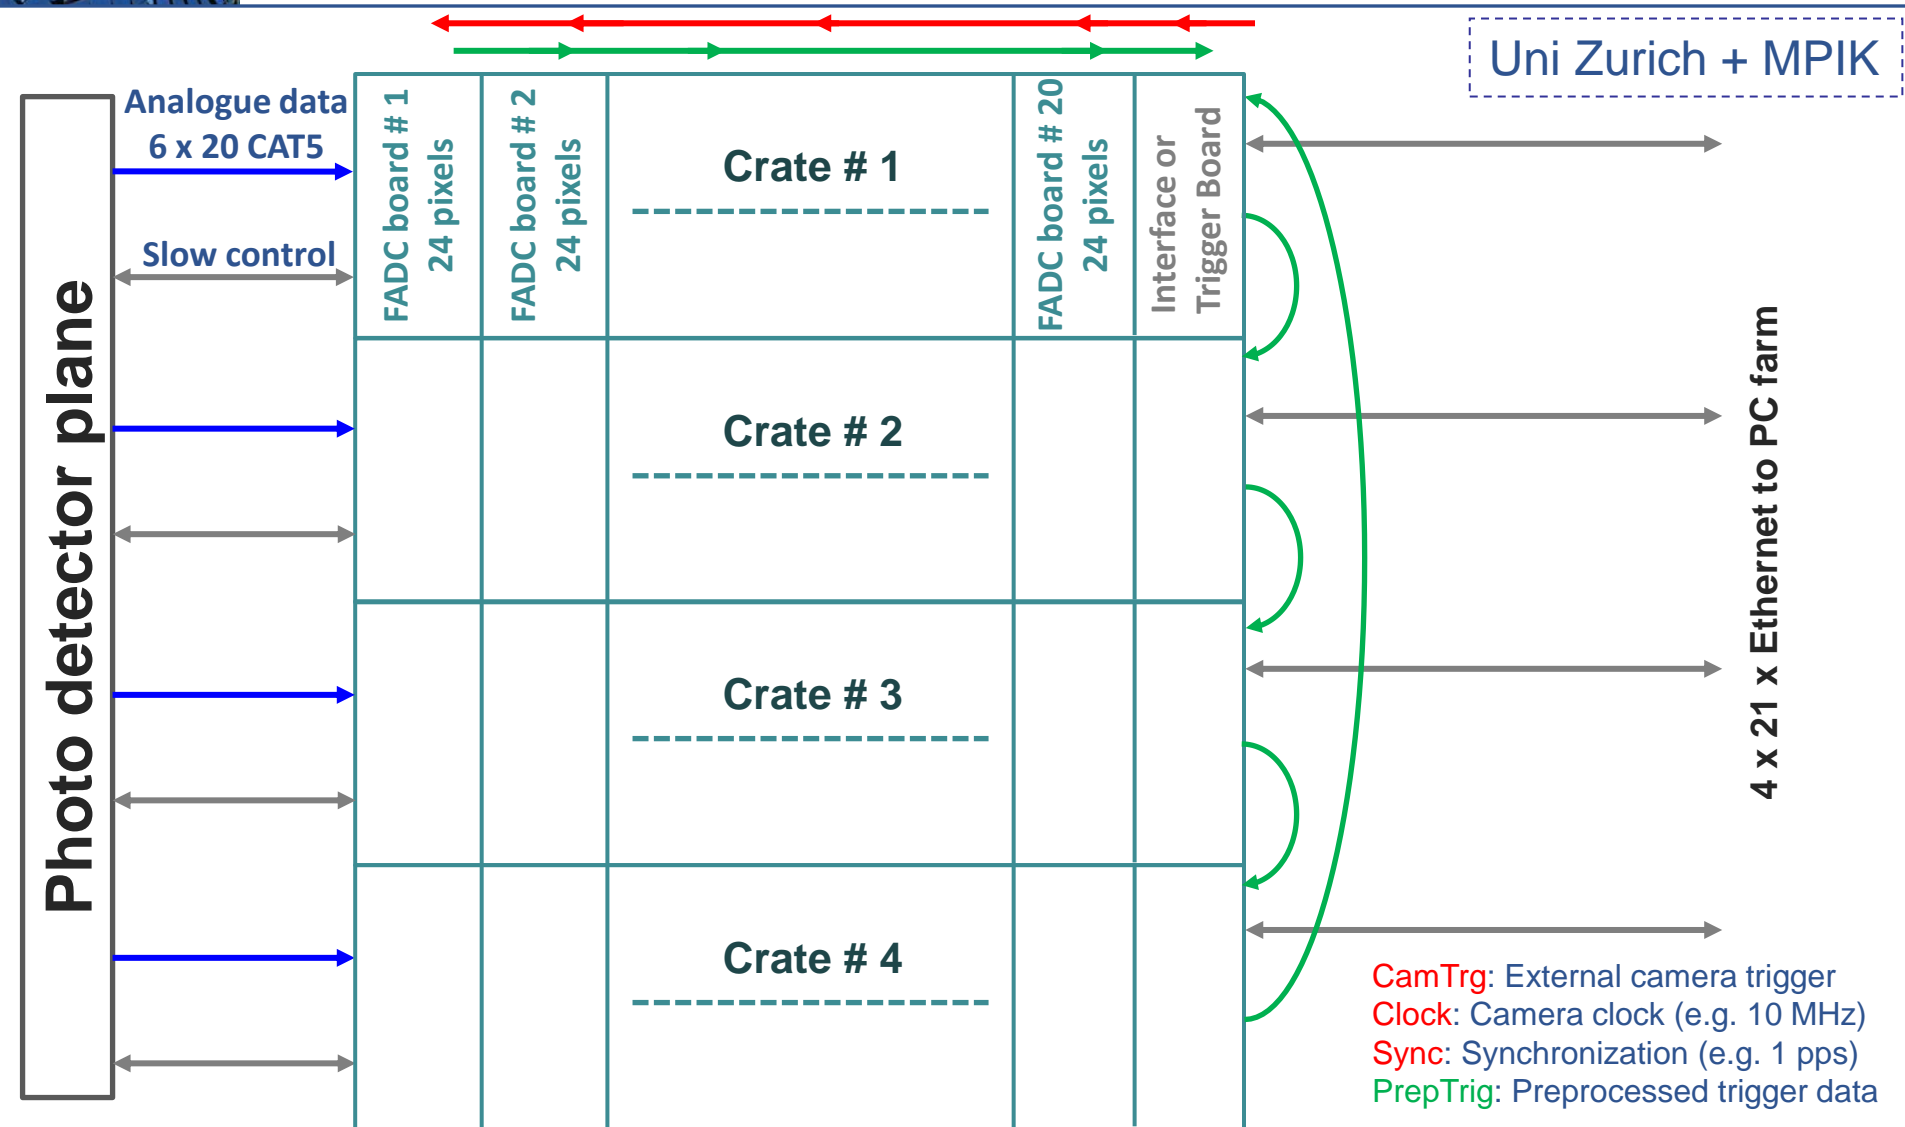 Uni Zurich + MPIK
Analogue data
6 x 20 CAT5
Slow control
Photo detector plane
FADC board # 1
24 pixels
FADC board # 2
24 pixels
Crate # 1
FADC board # 20
24 pixels
Interface or
Trigger Board
Crate # 2
Crate # 3
Crate # 4
4 x 21 x Ethernet to PC farm
CamTrg: External camera trigger
Clock: Camera clock (e.g. 10 MHz)
Sync: Synchronization (e.g. 1 pps)
PrepTrig: Preprocessed trigger data